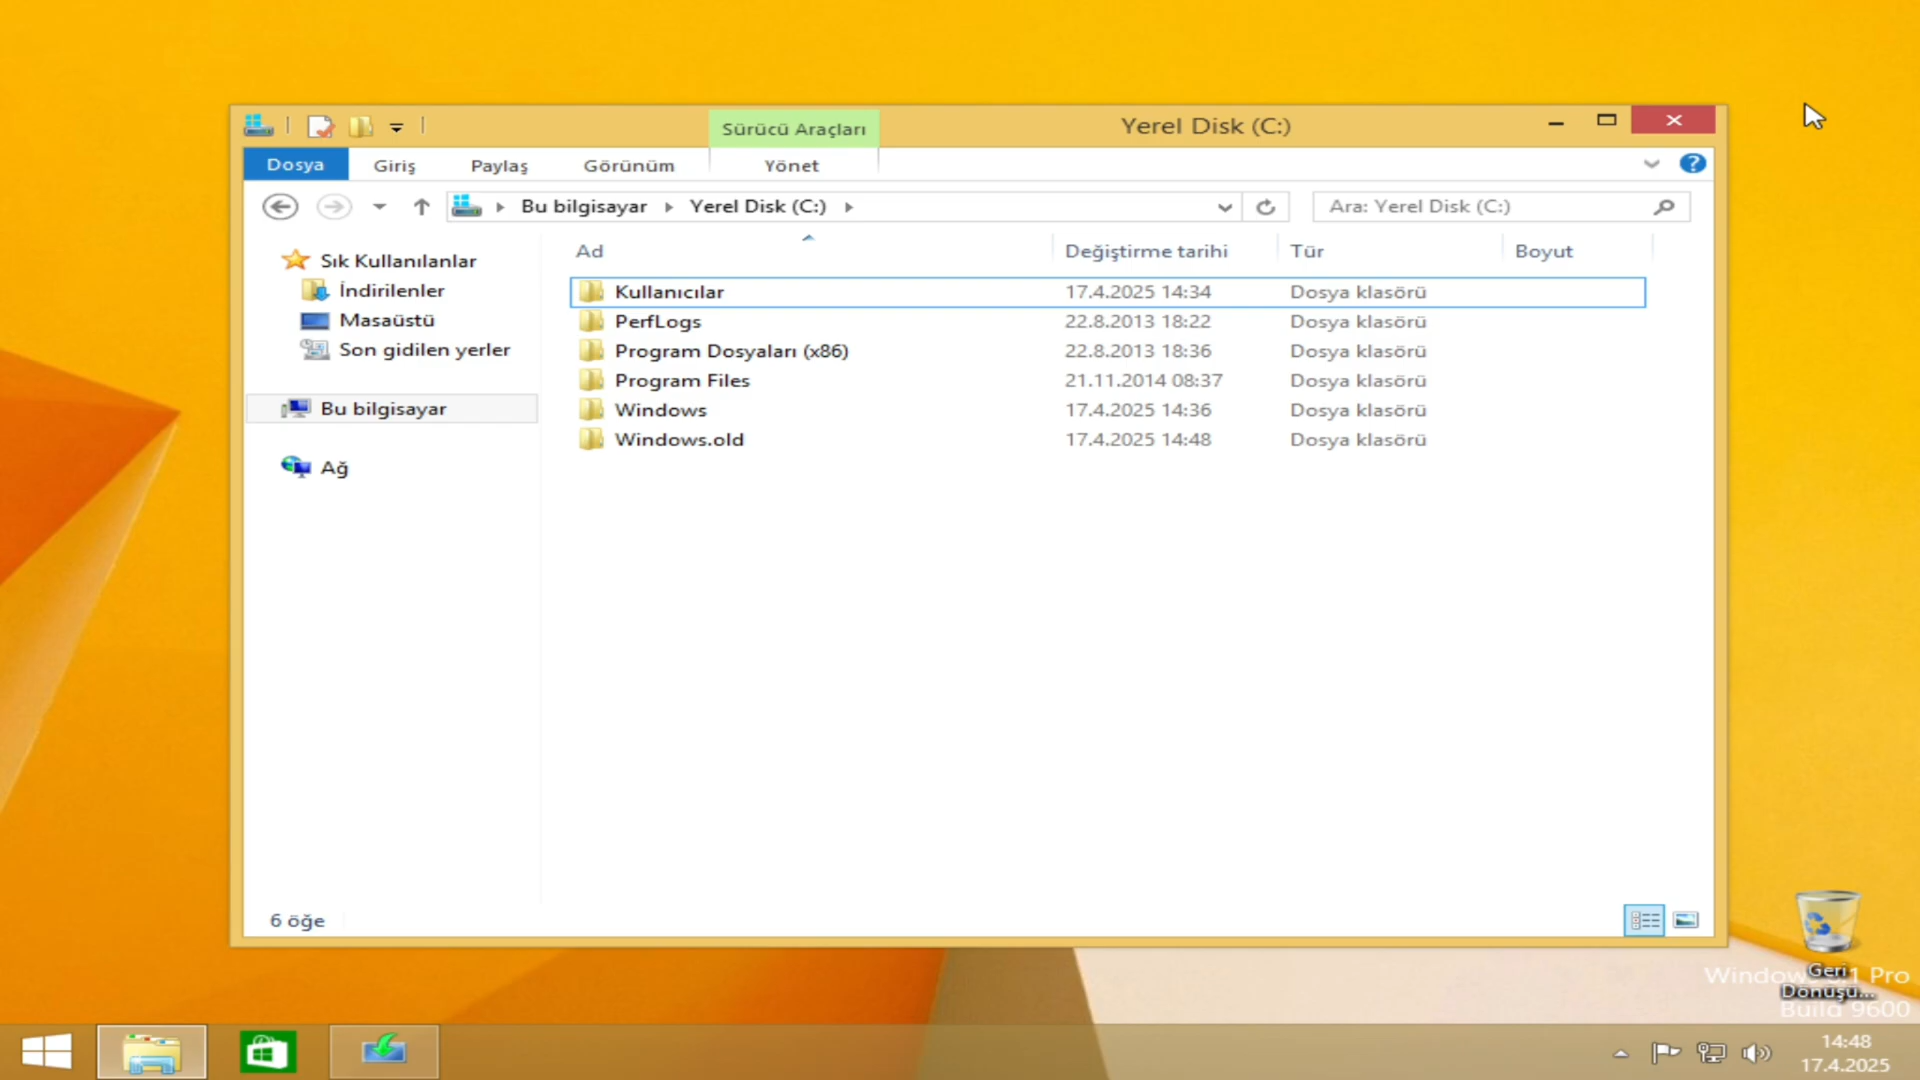 Sürücü Araçları
Yerel Disk (C:)
Dosya
Giriş
Paylaş
Görünüm
Yönet
Bu bilgisayar
Yerel Disk (C:)
Ara: Yerel Disk (C:)
Ad
Değiştirme tarihi
Tür
Boyut
Sık Kullanılanlar
İndirilenler
Masaüstü
Son gidilen yerler
Bu bilgisayar
Ağ
Kullanıcılar 17.4.2025 14:34 Dosya klasörü
PerfLogs 22.8.2013 18:22 Dosya klasörü
Program Dosyaları (x86) 22.8.2013 18:36 Dosya klasörü
Program Files 21.11.2014 08:37 Dosya klasörü
Windows 17.4.2025 14:36 Dosya klasörü
Windows.old 17.4.2025 14:48 Dosya klasörü
6 öğe
Geri
Dönüşü...
Pro
Build 9600
14:48
17.4.2025